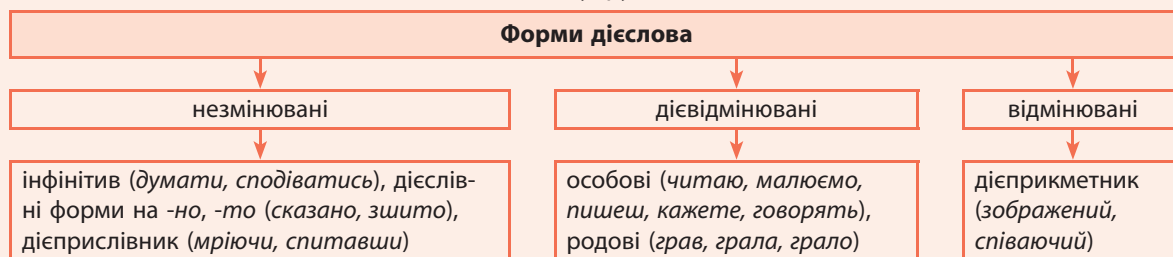 Форми дієслова
незмінювані
дієвідмінювані
відмінювані
інфінітив (думати, сподіватись), дієслів-
ні форми на -но, -то (сказано, зшито),
дієприслівник (мріючи, спитавши)
особові (читаю, малюємо,
пишеш, кажете, говорять),
родові (грав, грала, грало)
дієприкметник
(зображений,
співаючий)